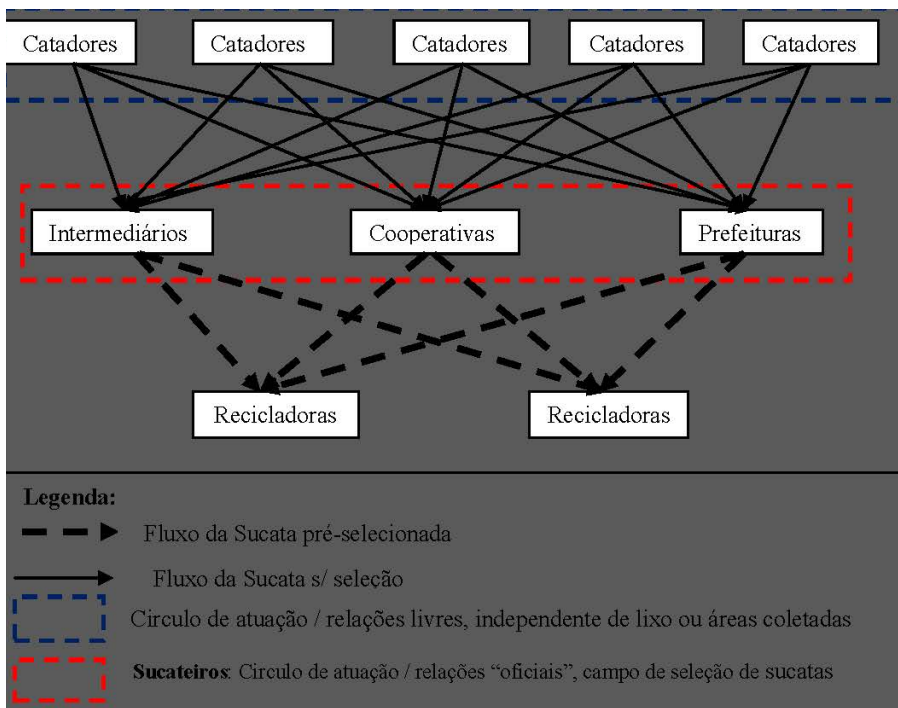 Catadores Catadores Catadores Catadores Catadores
Intermediários Cooperativas Prefeituras
Recicladoras Recicladoras
Legenda:
Fluxo da Sucata pré-selecionada
Fluxo da Sucata s/ seleção
Circulo de atuação / relações livres, independente de lixo ou áreas coletadas
Sucateiros: Circulo de atuação / relações “oficiais”, campo de seleção de sucatas